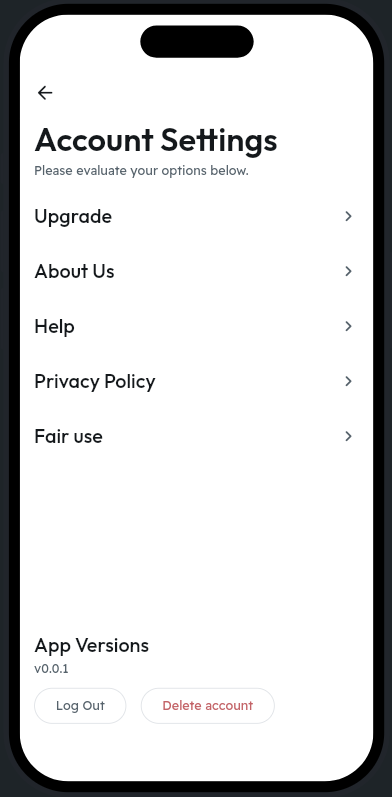 Account Settings
Please evaluate your options below.
Upgrade
About Us
Help
Privacy Policy
Fair use
App Versions
v0.0.1
Log Out Delete account